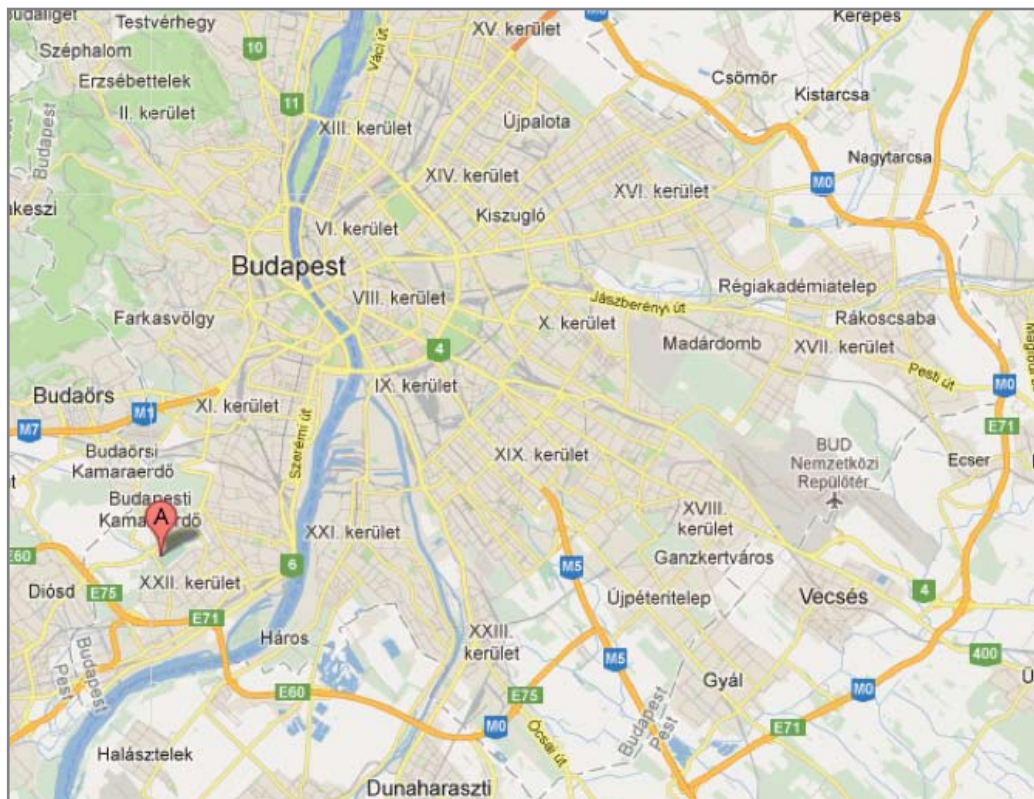 Budaliget
Testvérhegy
Széphalom
10
Erzsébettelek
II. kerület
Budapest
11
Váci út
XV. kerület
XIII. kerület
Újpalota
Csömör
Kerepes
Kistarcsa
Nagytarcsa
M0
XIV. kerület
XVI. kerület
Kiszugló
akeszi
VI. kerület
Budapest
VIII. kerület
Jászberényi út
Régiakadémiatelep
X. kerület
Madárdomb
Rákoscsaba
XVII. kerület
Pesti út
M0
E71
Farkasvölgy
4
IX. kerület
Budaörs
M1
M7
XI. kerület
Szerémi út
Budaörsi
Kamaraerdő
Budapesti
Kamaraerdő
A
XIX. kerület
BUD
Nemzetközi
Repülőtér
Ecser
XVIII.
kerület
XXI. kerület
E60
E75
Diósd
XXII. kerület
6
E71
M5
Ganzkertváros
Újpéteritelep
Vecsés
4
400
Háros
XXIII.
kerület
M5
Gyál
M0
E60
E75
M0
E71
Budapest
Pest
Budapest
Pest
Ócsai út
Halásztelek
Dunaharaszti